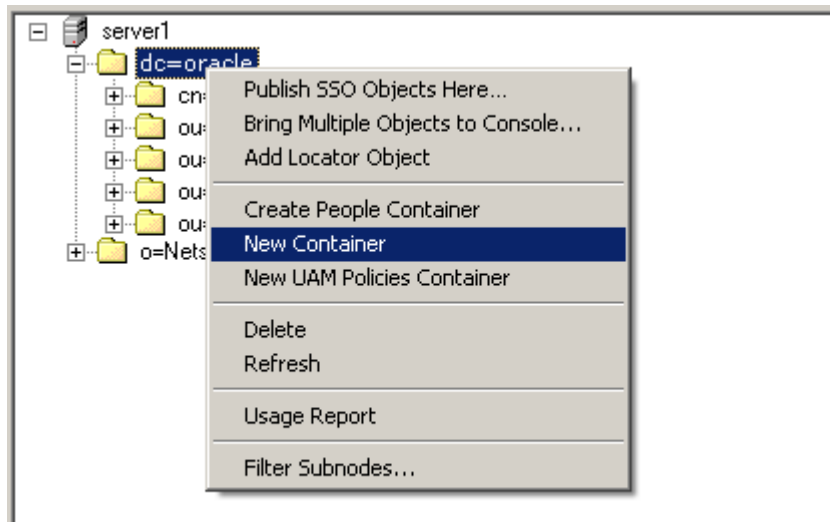 server1
dc=oracle
cn=
ou=
ou=
ou=
ou=
o=Nets
Publish SSO Objects Here...
Bring Multiple Objects to Console...
Add Locator Object
Create People Container
New Container
New UAM Policies Container
Delete
Refresh
Usage Report
Filter Subnodes...